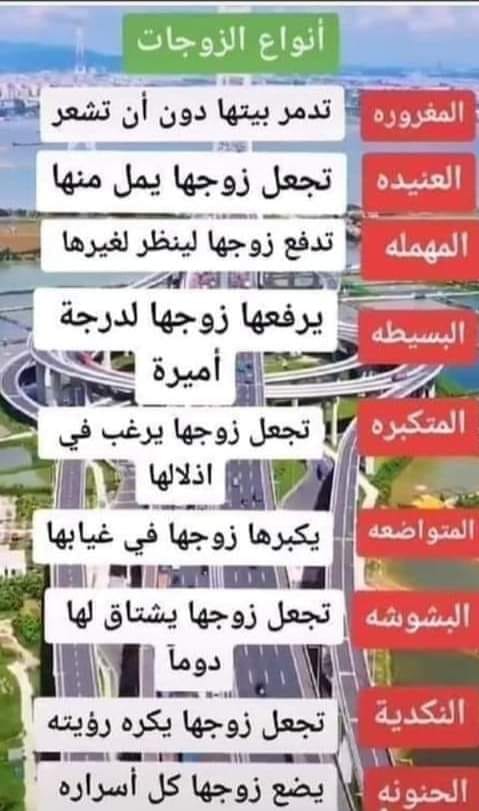 أنواع الزوجات
المغروره تدمر بيتها دون أن تشعر
العنيده تجعل زوجها يمل منها
المهمله تدفع زوجها لينظر لغيرها
البسيطه يرفعها زوجها لدرجة
أميرة
المتكبره تجعل زوجها يرغب في
اذلالها
المتواضعه يكبرها زوجها في غيابها
البشوشه تجعل زوجها يشتاق لها
دوماً
النكدية تجعل زوجها يكره رؤيته
الحنونه يضع زوجها كل أسراره